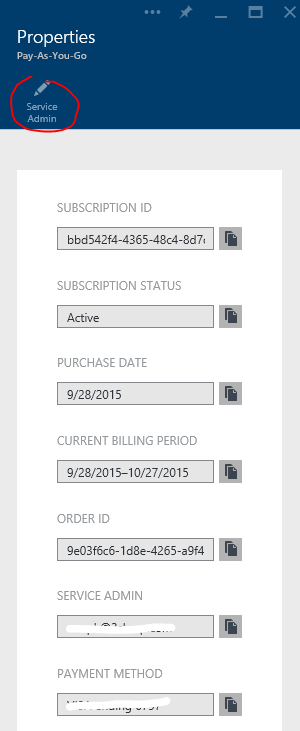 Properties
Pay-As-You-Go
Service
Admin
SUBSCRIPTION ID
bbd542f4-4365-48c4-8d7
SUBSCRIPTION STATUS
Active
PURCHASE DATE
9/28/2015
CURRENT BILLING PERIOD
9/28/2015–10/27/2015
ORDER ID
9e03f6c6-1d8e-4265-a9f4
SERVICE ADMIN
PAYMENT METHOD